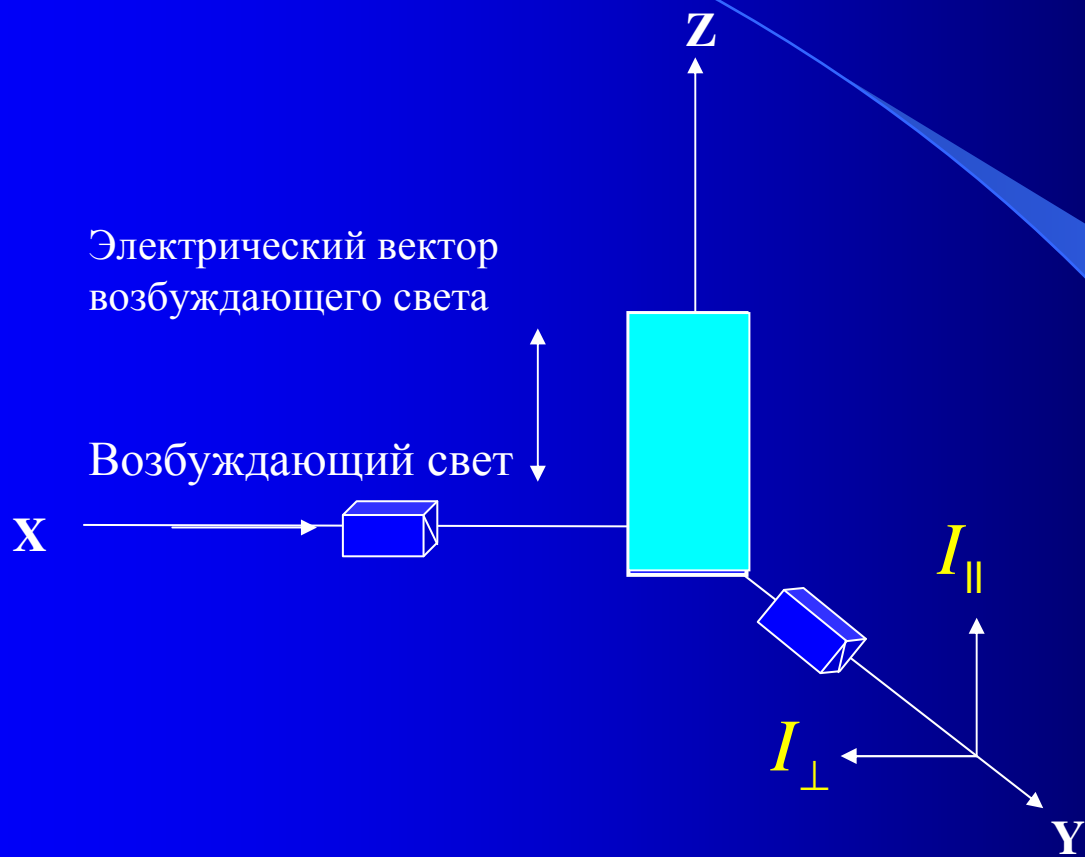 Z
Электрический вектор
возбуждающего света
Возбуждающий свет
X
I||
I⊥
Y